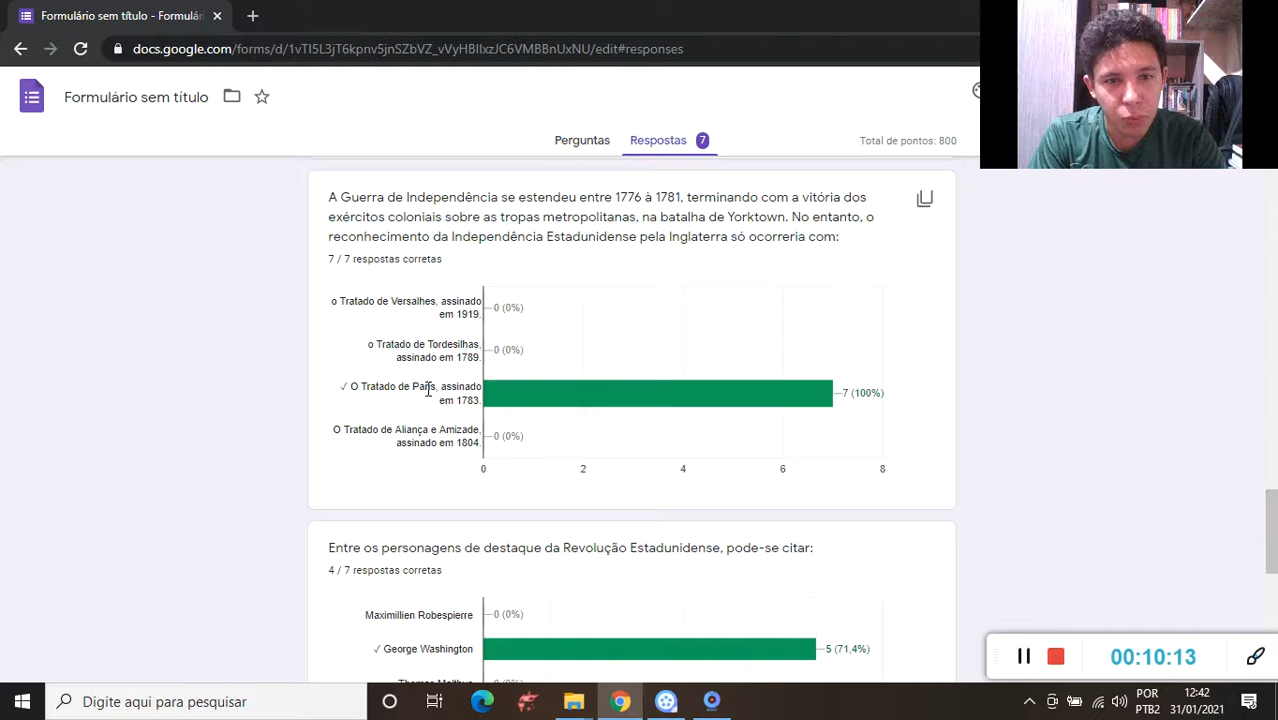 Formulário sem título - Formulár
docs.google.com/forms/d/1vTI5L3jT6kpnv5jnSZbVZ_vVyHBlIxzJC6VMBBnUxNU/edit#responses
Formulário sem título
Perguntas
Respostas 7
Total de pontos: 800
A Guerra de Independência se estendeu entre 1776 à 1781, terminando com a vitória dos
exércitos coloniais sobre as tropas metropolitanas, na batalha de Yorktown. No entanto, o
reconhecimento da Independência Estadunidense pela Inglaterra só ocorreria com:
7 / 7 respostas corretas
o Tratado de Versalhes, assinado
em 1919.
0 (0%)
o Tratado de Tordesilhas,
assinado em 1789.
0 (0%)
✓ O Tratado de Paris, assinado
em 1783.
7 (100%)
O Tratado de Aliança e Amizade,
assinado em 1804.
0 (0%)
0 2 4 6 8
Entre os personagens de destaque da Revolução Estadunidense, pode-se citar:
4 / 7 respostas corretas
Maximillien Robespierre
0 (0%)
✓ George Washington
5 (71,4%)
Thomas Malthus
0 (0%)
00:10:13
Digite aqui para pesquisar
POR
PTB2
12:42
31/01/2021